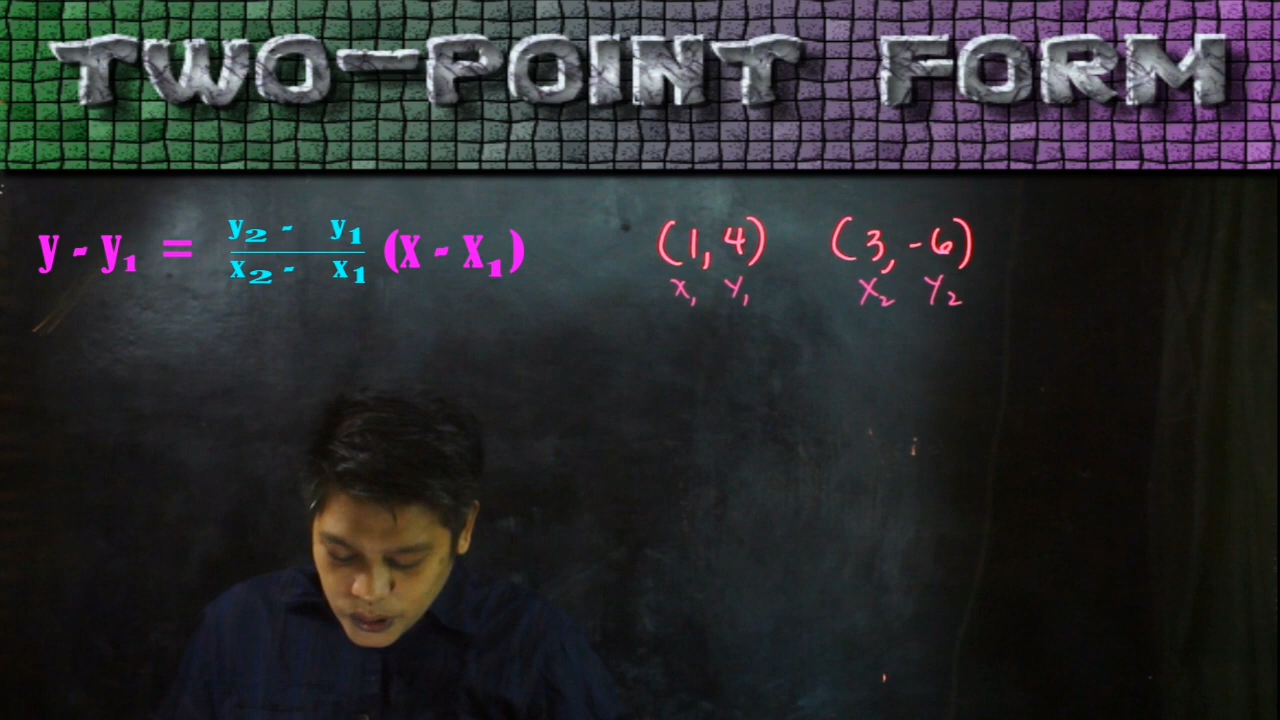 TWO-POINT FORM
y - y₁ = y₂ - y₁ / x₂ - x₁ (x - x₁)
(1, 4) (3, -6)
x₁ y₁ x₂ y₂